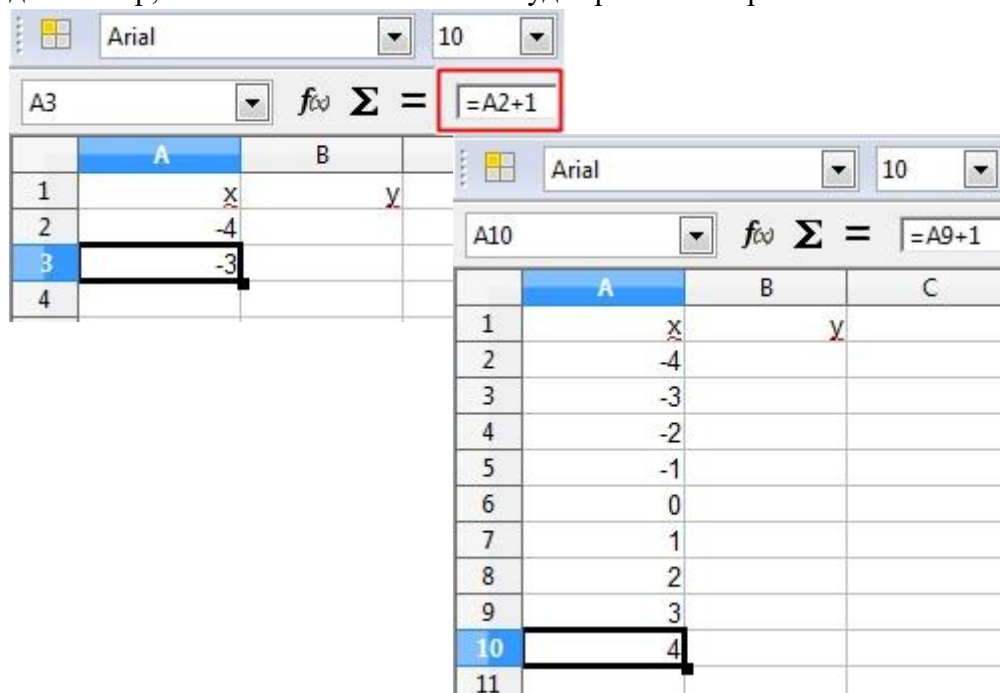 Arial 10
A3 f(x) Σ = =A2+1
A B
1 x y
2 -4
3 -3
4
Arial 10
A10 f(x) Σ = =A9+1
A B C
1 x y
2 -4
3 -3
4 -2
5 -1
6 0
7 1
8 2
9 3
10 4
11